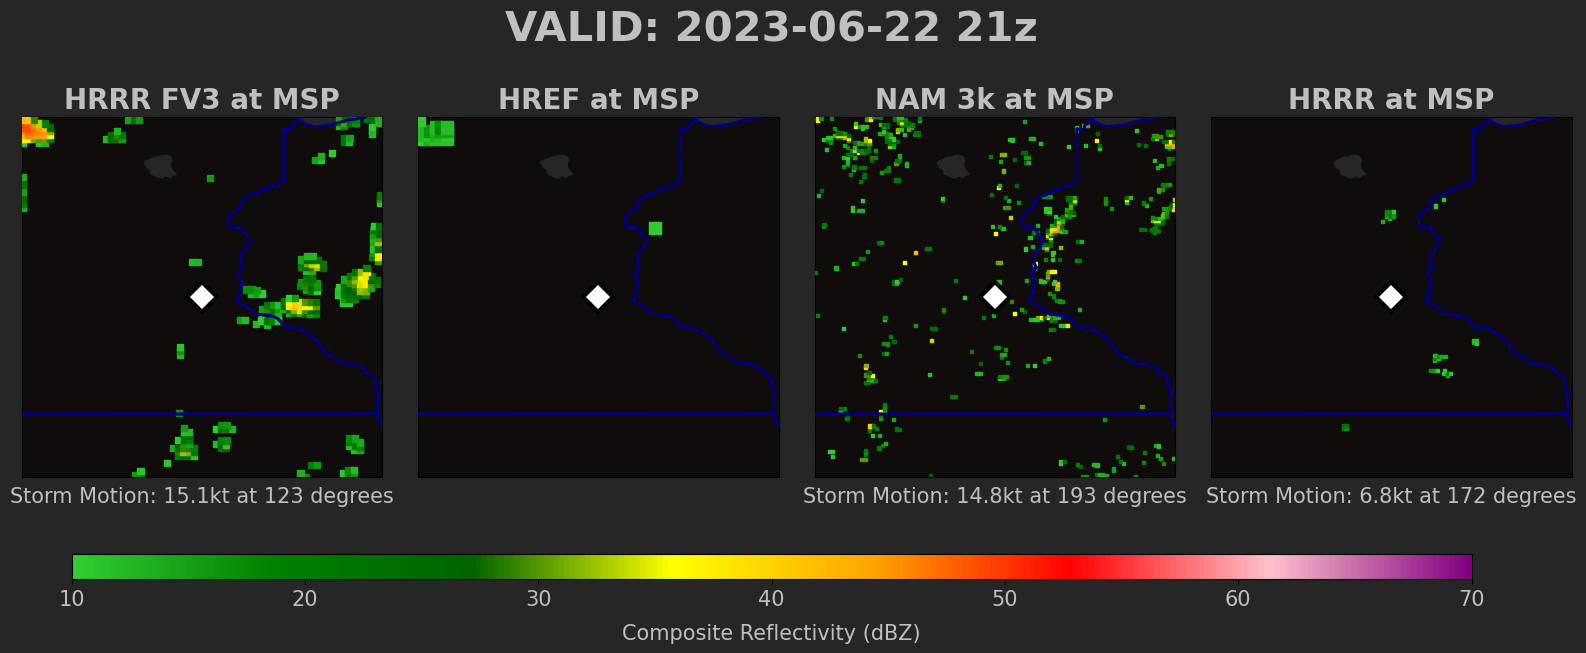 VALID: 2023-06-22 21z
HRRR FV3 at MSP
HREF at MSP
NAM 3k at MSP
HRRR at MSP
Storm Motion: 15.1kt at 123 degrees
Storm Motion: 14.8kt at 193 degrees
Storm Motion: 6.8kt at 172 degrees
10 20 30 40 50 60 70
Composite Reflectivity (dBZ)